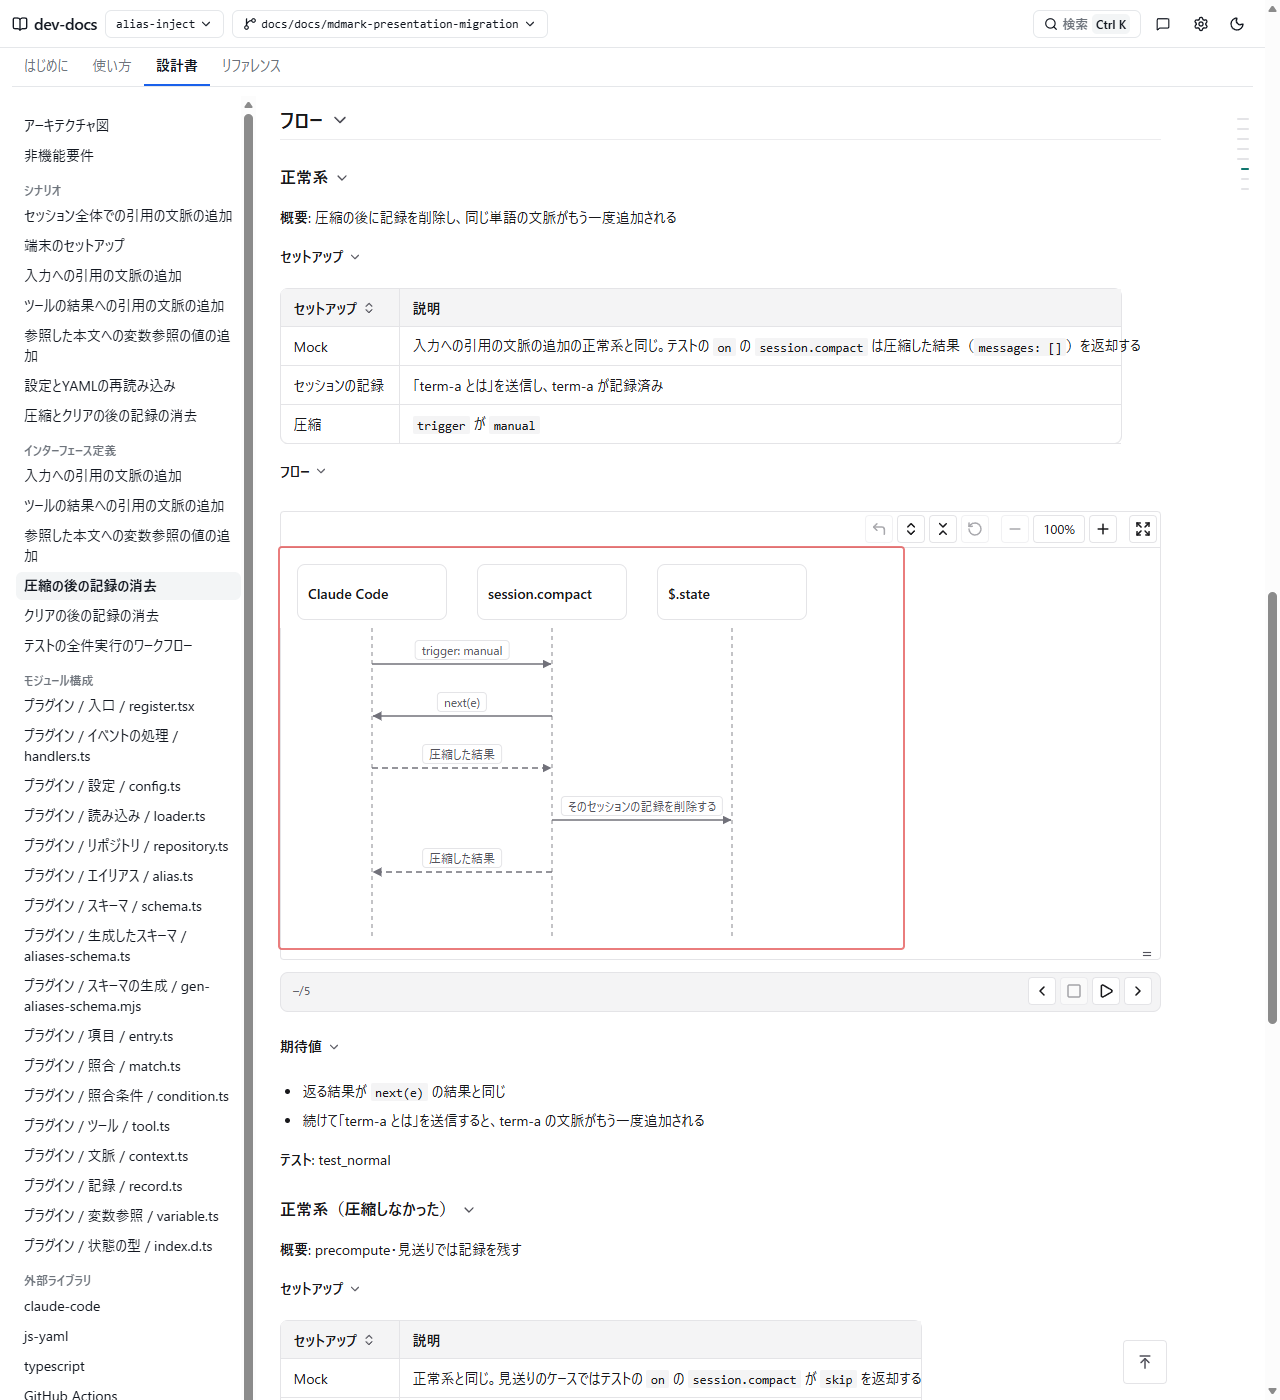 dev-docs
alias-inject
docs/docs/mdmark-presentation-migration
検索 Ctrl K
はじめに
使い方
設計書
リファレンス
アーキテクチャ図
非機能要件
シナリオ
セッション全体での引用の文脈の追加
端末のセットアップ
入力への引用の文脈の追加
ツールの結果への引用の文脈の追加
参照した本文への変数参照の値の追
加
設定とYAMLの再読み込み
圧縮とクリアの後の記録の消去
インターフェース定義
入力への引用の文脈の追加
ツールの結果への引用の文脈の追加
参照した本文への変数参照の値の追
加
圧縮の後の記録の消去
クリアの後の記録の消去
テストの全件実行のワークフロー
モジュール構成
プラグイン / 入口 / register.tsx
プラグイン / イベントの処理 /
handlers.ts
プラグイン / 設定 / config.ts
プラグイン / 読み込み / loader.ts
プラグイン / リポジトリ / repository.ts
プラグイン / エイリアス / alias.ts
プラグイン / スキーマ / schema.ts
プラグイン / 生成したスキーマ /
aliases-schema.ts
プラグイン / スキーマの生成 / gen-
aliases-schema.mjs
プラグイン / 項目 / entry.ts
プラグイン / 照合 / match.ts
プラグイン / 照合条件 / condition.ts
プラグイン / ツール / tool.ts
プラグイン / 文脈 / context.ts
プラグイン / 記録 / record.ts
プラグイン / 変数参照 / variable.ts
プラグイン / 状態の型 / index.d.ts
外部ライブラリ
claude-code
js-yaml
typescript
GitHub Actions
フロー
正常系
概要: 圧縮の後に記録を削除し、同じ単語の文脈がもう一度追加される
セットアップ
セットアップ 説明
Mock 入力への引用の文脈の追加の正常系と同じ。テストの on の session.compact は圧縮した結果（ messages: [] ）を返却する
セッションの記録 「term-a とは」を送信し、term-a が記録済み
圧縮 trigger が manual
フロー
100%
Claude Code
session.compact
$.state
trigger: manual
next(e)
圧縮した結果
そのセッションの記録を削除する
圧縮した結果
−/5
期待値
返る結果が next(e) の結果と同じ
続けて「term-a とは」を送信すると、term-a の文脈がもう一度追加される
テスト: test_normal
正常系（圧縮しなかった）
概要: precompute・見送りでは記録を残す
セットアップ
セットアップ 説明
Mock 正常系と同じ。見送りのケースではテストの on の session.compact が skip を返却する